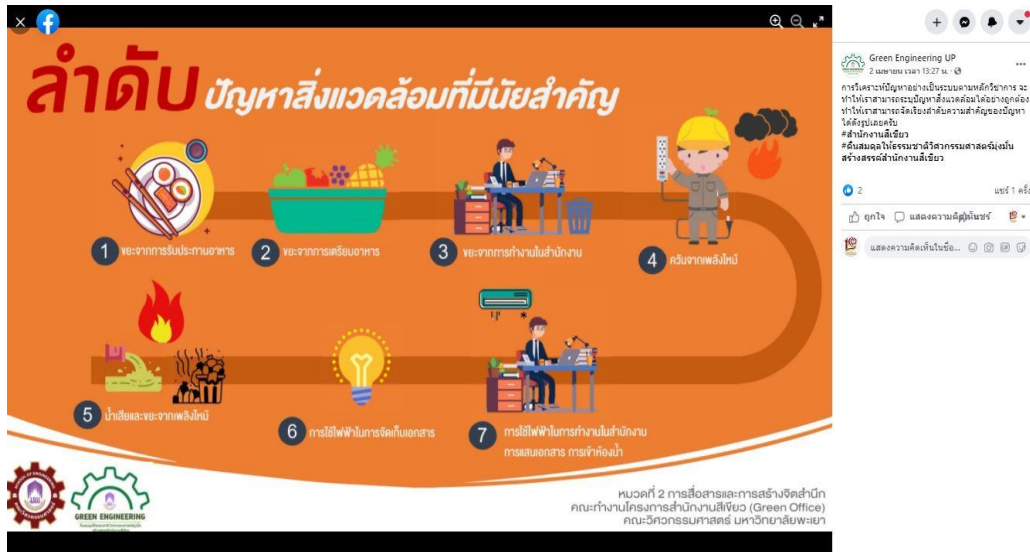 ลำดับ ปัญหาสิ่งแวดล้อมที่มีนัยสำคัญ
1 ขยะจากการรับประทานอาหาร
2 ขยะจากการเตรียมอาหาร
3 ขยะจากการทำงานในสำนักงาน
4 ควันจากเพลิงไหม้
5 น้ำเสียและขยะจากเพลิงไหม้
6 การใช้ไฟฟ้าในการจัดเก็บเอกสาร
7 การใช้ไฟฟ้าในการทำงานในสำนักงาน
การแสนเอกสาร การเข้าห้องน้ำ
GREEN ENGINEERING
หมวดที่ 2 การสื่อสารและการสร้างจิตสำนึก
คณะทำงานโครงการสำนักงานสีเขียว (Green Office)
คณะวิศวกรรมศาสตร์ มหาวิทยาลัยพะเยา
Green Engineering UP
2 เมษายน เวลา 13:27 น.
การวิเคราะห์ปัญหาอย่างเป็นระบบตามหลักวิชาการ จะ
ทำให้เราสามารถระบุปัญหาสิ่งแวดล้อมได้อย่างถูกต้อง
ทำให้เราสามารถจัดเรียงลำดับความสำคัญของปัญหา
ได้ดังรูปเลยครับ
#สำนักงานสีเขียว
#คืนสมดุลให้ธรรมชาติวิศวกรรมศาสตร์มุ่งมั่น
สร้างสรรค์สำนักงานสีเขียว
2
แชร์ 1 ครั้ง
ถูกใจ
แสดงความคิดเห็น
แชร์
แสดงความคิดเห็นในชื่อ...